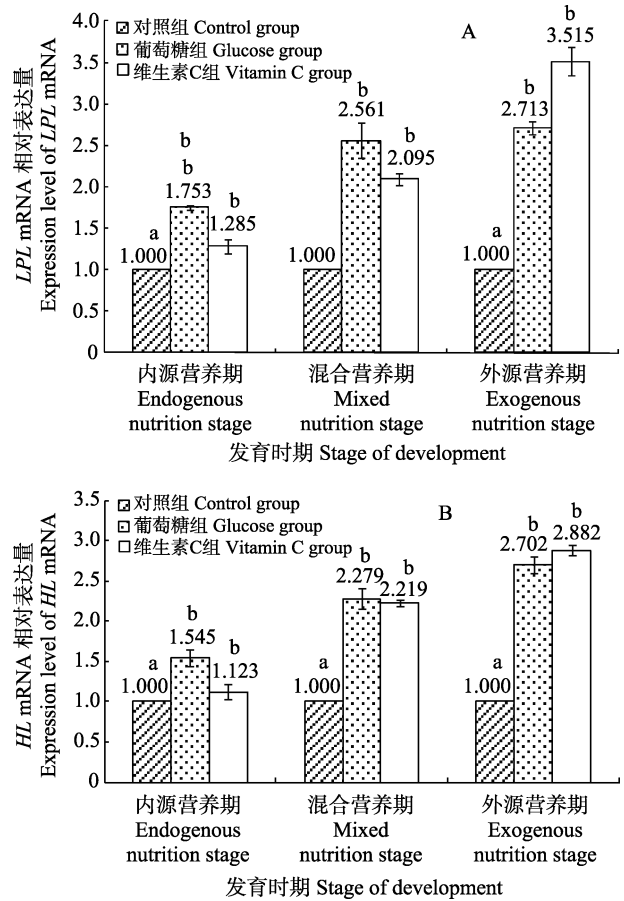 LPL mRNA 相对表达量
Expression level of LPL mRNA
4.0
3.5
3.0
2.5
2.0
1.5
1.0
0.5
0
对照组 Control group
葡萄糖组 Glucose group
维生素C组 Vitamin C group
A
a
1.000
b
b
1.753
b
1.285
1.000
b
2.561
b
2.095
a
1.000
b
2.713
b
3.515
内源营养期
Endogenous
nutrition stage
混合营养期
Mixed
nutrition stage
外源营养期
Exogenous
nutrition stage
发育时期 Stage of development
HL mRNA 相对表达量
Expression level of HL mRNA
3.5
3.0
2.5
2.0
1.5
1.0
0.5
0
对照组 Control group
葡萄糖组 Glucose group
维生素C组 Vitamin C group
B
a
1.000
b
1.545
b
1.123
a
1.000
b
2.279
b
2.219
a
1.000
b
2.702
b
2.882
内源营养期
Endogenous
nutrition stage
混合营养期
Mixed
nutrition stage
外源营养期
Exogenous
nutrition stage
发育时期 Stage of development